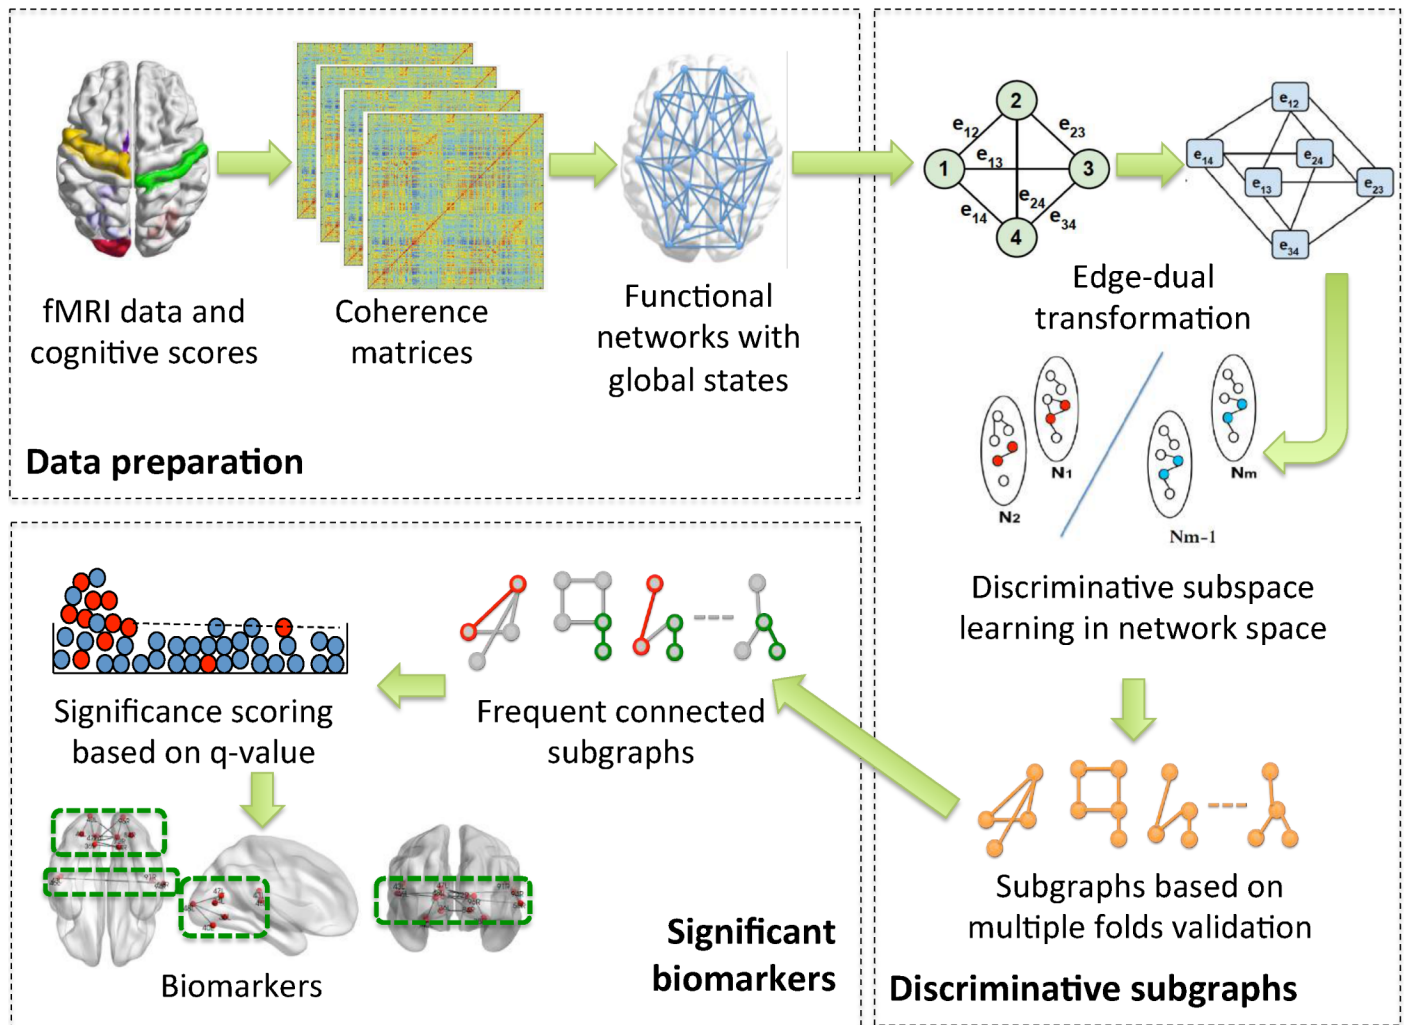 fMRI data and
cognitive scores
Coherence
matrices
Functional
networks with
global states
Data preparation
1
2
3
4
e12
e23
e13
e24
e14
e34
e12
e14
e24
e13
e23
e34
Edge-dual
transformation
N1
N2
Nm
Nm-1
Discriminative subspace
learning in network space
Subgraphs based on
multiple folds validation
Discriminative subgraphs
Frequent connected
subgraphs
Significance scoring
based on q-value
Biomarkers
Significant
biomarkers